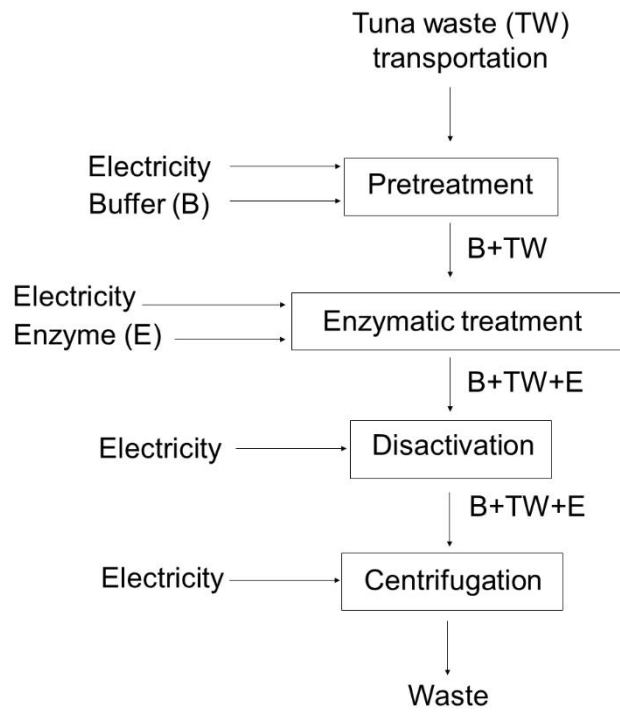 Tuna waste (TW)
transportation
Electricity
Buffer (B)
Pretreatment
B+TW
Electricity
Enzyme (E)
Enzymatic treatment
B+TW+E
Electricity
Disactivation
B+TW+E
Electricity
Centrifugation
Waste